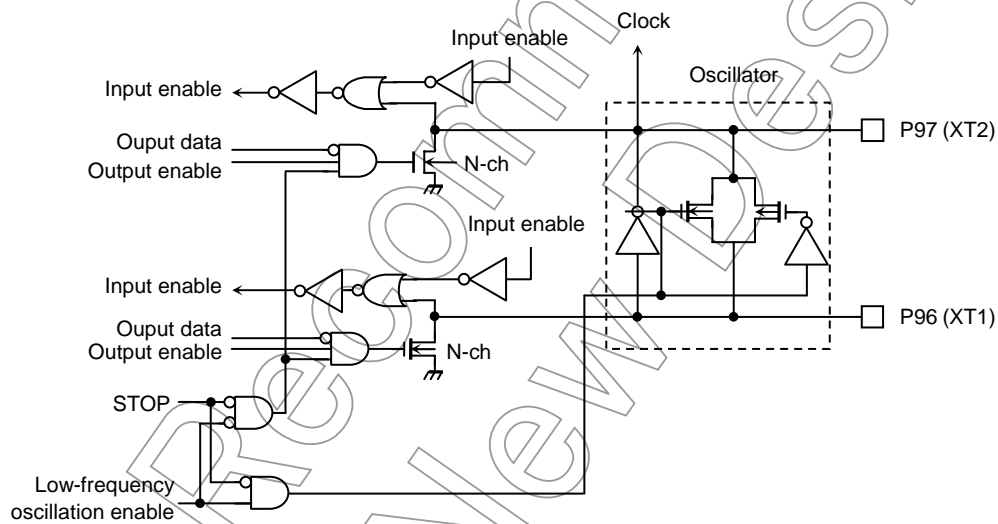 Clock
Input enable
Oscillator
Input enable
P97 (XT2)
Ouput data
Output enable
N-ch
Input enable
Input enable
P96 (XT1)
Ouput data
Output enable
N-ch
STOP
Low-frequency
oscillation enable